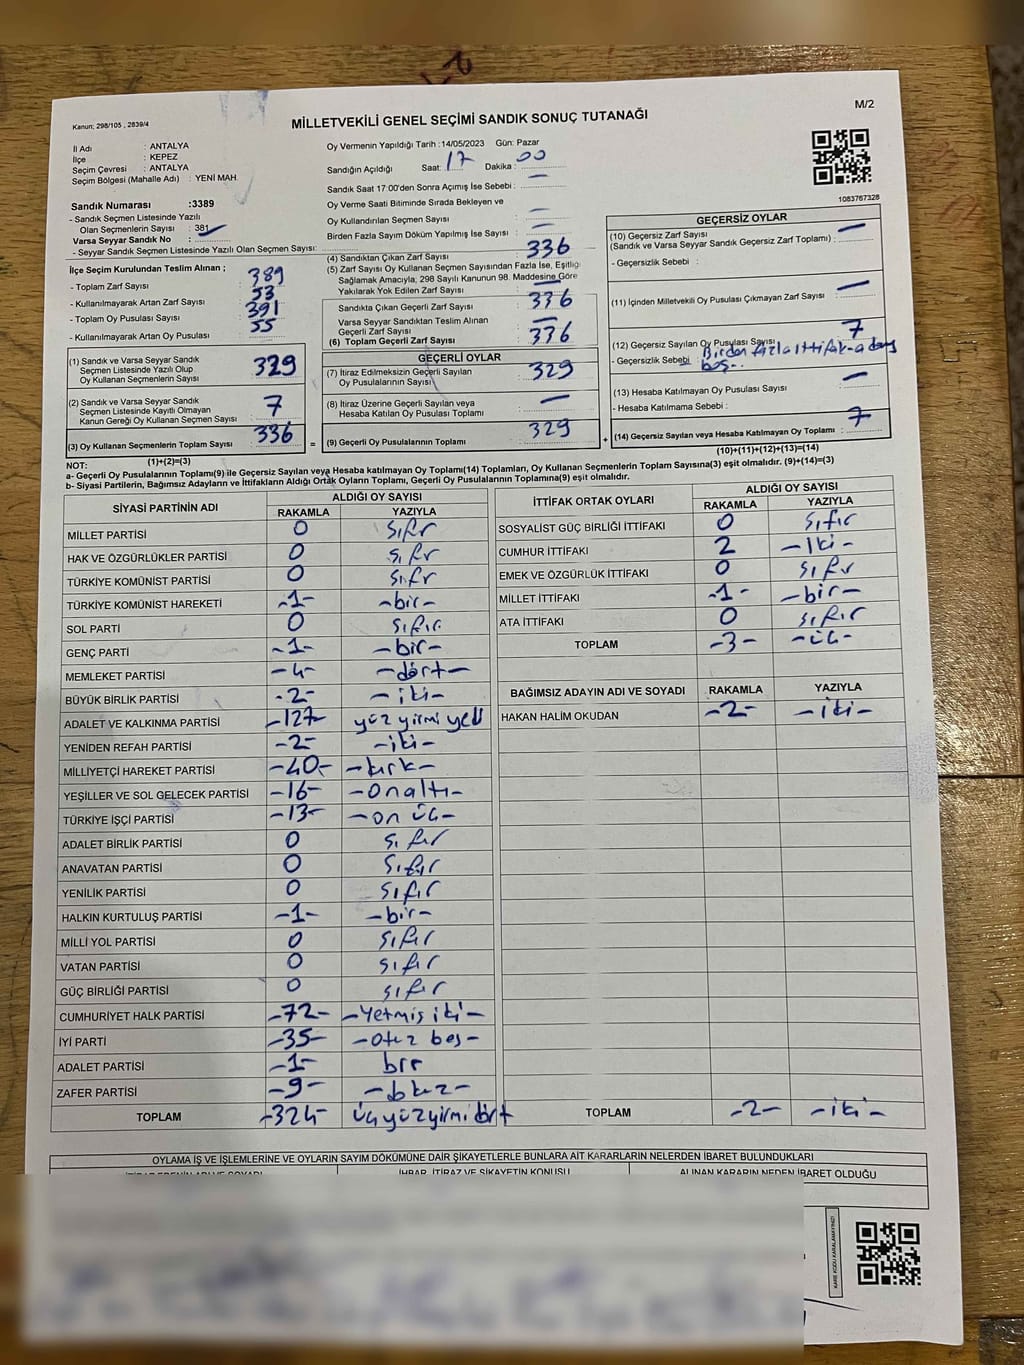 M/2
Kanun: 298/105 , 2839/4
MİLLETVEKİLİ GENEL SEÇİMİ SANDIK SONUÇ TUTANAĞI
İl Adı : ANTALYA
İlçe : KEPEZ
Seçim Çevresi : ANTALYA
Seçim Bölgesi (Mahalle Adı) : YENİ MAH.
Oy Vermenin Yapıldığı Tarih :14/05/2023 Gün: Pazar
Sandığın Açıldığı Saat: 17 Dakika : 00
Sandık Saat 17:00'den Sonra Açılmış İse Sebebi : —
Oy Verme Saati Bitiminde Sırada Bekleyen ve
Oy Kullandırılan Seçmen Sayısı : —
Birden Fazla Sayım Döküm Yapılmış İse Sayısı : —
1083767328
Sandık Numarası :3389
- Sandık Seçmen Listesinde Yazılı
Olan Seçmenlerin Sayısı : 381
Varsa Seyyar Sandık No :
- Seyyar Sandık Seçmen Listesinde Yazılı Olan Seçmen Sayısı:
İlçe Seçim Kurulundan Teslim Alınan ;
- Toplam Zarf Sayısı : 389
- Kullanılmayarak Artan Zarf Sayısı : 53
- Toplam Oy Pusulası Sayısı : 391
- Kullanılmayarak Artan Oy Pusulası : 55
(1) Sandık ve Varsa Seyyar Sandık
Seçmen Listesinde Yazılı Olup
Oy Kullanan Seçmenlerin Sayısı : 329
(2) Sandık ve Varsa Seyyar Sandık
Seçmen Listesinde Kayıtlı Olmayan
Kanun Gereği Oy Kullanan Seçmen Sayısı : 7
(3) Oy Kullanan Seçmenlerin Toplam Sayısı : 336
(1)+(2)=(3)
(4) Sandıktan Çıkan Zarf Sayısı : 336
(5) Zarf Sayısı Oy Kullanan Seçmen Sayısından Fazla İse, Eşitliği
Sağlamak Amacıyla; 298 Sayılı Kanunun 98. Maddesine Göre
Yakılarak Yok Edilen Zarf Sayısı : —
Sandıkta Çıkan Geçerli Zarf Sayısı : 336
Varsa Seyyar Sandıktan Teslim Alınan
Geçerli Zarf Sayısı : —
(6) Toplam Geçerli Zarf Sayısı : 336
GEÇERLİ OYLAR
(7) İtiraz Edilmeksizin Geçerli Sayılan
Oy Pusulalarının Sayısı : 329
(8) İtiraz Üzerine Geçerli Sayılan veya
Hesaba Katılan Oy Pusulası Toplamı : —
= (9) Geçerli Oy Pusulalarının Toplamı : 329 +
GEÇERSİZ OYLAR
(10) Geçersiz Zarf Sayısı
(Sandık ve Varsa Seyyar Sandık Geçersiz Zarf Toplamı) : —
- Geçersizlik Sebebi :
(11) İçinden Milletvekili Oy Pusulası Çıkmayan Zarf Sayısı : —
(12) Geçersiz Sayılan Oy Pusulası Sayısı : 7
- Geçersizlik Sebebi : Birden fazla ittifak-a
boş..
(13) Hesaba Katılmayan Oy Pusulası Sayısı : —
- Hesaba Katılmama Sebebi :
(14) Geçersiz Sayılan veya Hesaba Katılmayan Oy Toplamı : 7
(10)+(11)+(12)+(13)=(14)
NOT:
a- Geçerli Oy Pusulalarının Toplamı(9) ile Geçersiz Sayılan veya Hesaba katılmayan Oy Toplamı(14) Toplamları, Oy Kullanan Seçmenlerin Toplam Sayısına(3) eşit olmalıdır. (9)+(14)=(3)
b- Siyasi Partilerin, Bağımsız Adayların ve İttifakların Aldığı Ortak Oyların Toplamı, Geçerli Oy Pusulalarının Toplamına(9) eşit olmalıdır.
SİYASİ PARTİNİN ADI ALDIĞI OY SAYISI
RAKAMLA YAZIYLA
MİLLET PARTİSİ 0 sıfır
HAK VE ÖZGÜRLÜKLER PARTİSİ 0 sıfır
TÜRKİYE KOMÜNİST PARTİSİ 0 sıfır
TÜRKİYE KOMÜNİST HAREKETİ -1- -bir-
SOL PARTİ 0 sıfır
GENÇ PARTİ -1- -bir-
MEMLEKET PARTİSİ -4- -dört-
BÜYÜK BİRLİK PARTİSİ -2- -iki-
ADALET VE KALKINMA PARTİSİ -127- yüz yirmi yedi
YENİDEN REFAH PARTİSİ -2- -iki-
MİLLİYETÇİ HAREKET PARTİSİ -40- -kırk-
YEŞİLLER VE SOL GELECEK PARTİSİ -16- -onaltı-
TÜRKİYE İŞÇİ PARTİSİ -13- -on üç-
ADALET BİRLİK PARTİSİ 0 sıfır
ANAVATAN PARTİSİ 0 sıfır
YENİLİK PARTİSİ 0 sıfır
HALKIN KURTULUŞ PARTİSİ -1- -bir-
MİLLİ YOL PARTİSİ 0 sıfır
VATAN PARTİSİ 0 sıfır
GÜÇ BİRLİĞİ PARTİSİ 0 sıfır
CUMHURİYET HALK PARTİSİ -72- -Yetmiş iki-
İYİ PARTİ -35- -otuz beş-
ADALET PARTİSİ -1- bir
ZAFER PARTİSİ -9- -dokuz-
TOPLAM -324- üçyüzyirmidört
İTTİFAK ORTAK OYLARI ALDIĞI OY SAYISI
RAKAMLA YAZIYLA
SOSYALİST GÜÇ BİRLİĞİ İTTİFAKI 0 sıfır
CUMHUR İTTİFAKI 2 -iki-
EMEK VE ÖZGÜRLÜK İTTİFAKI 0 sıfır
MİLLET İTTİFAKI -1- -bir-
ATA İTTİFAKI 0 sıfır
TOPLAM -3- -üç-
BAĞIMSIZ ADAYIN ADI VE SOYADI RAKAMLA YAZIYLA
HAKAN HALİM OKUDAN -2- -iki-
TOPLAM -2- -iki-
OYLAMA İŞ VE İŞLEMLERİNE VE OYLARIN SAYIM DÖKÜMÜNE DAİR ŞİKAYETLERLE BUNLARA AİT KARARLARIN NELERDEN İBARET BULUNDUKLARI
İHBAR, İTİRAZ VE ŞİKAYETİN KONUSU ALINAN KARARIN NEDEN İBARET OLDUĞU
KARE KODU KARALAMAYINIZ!